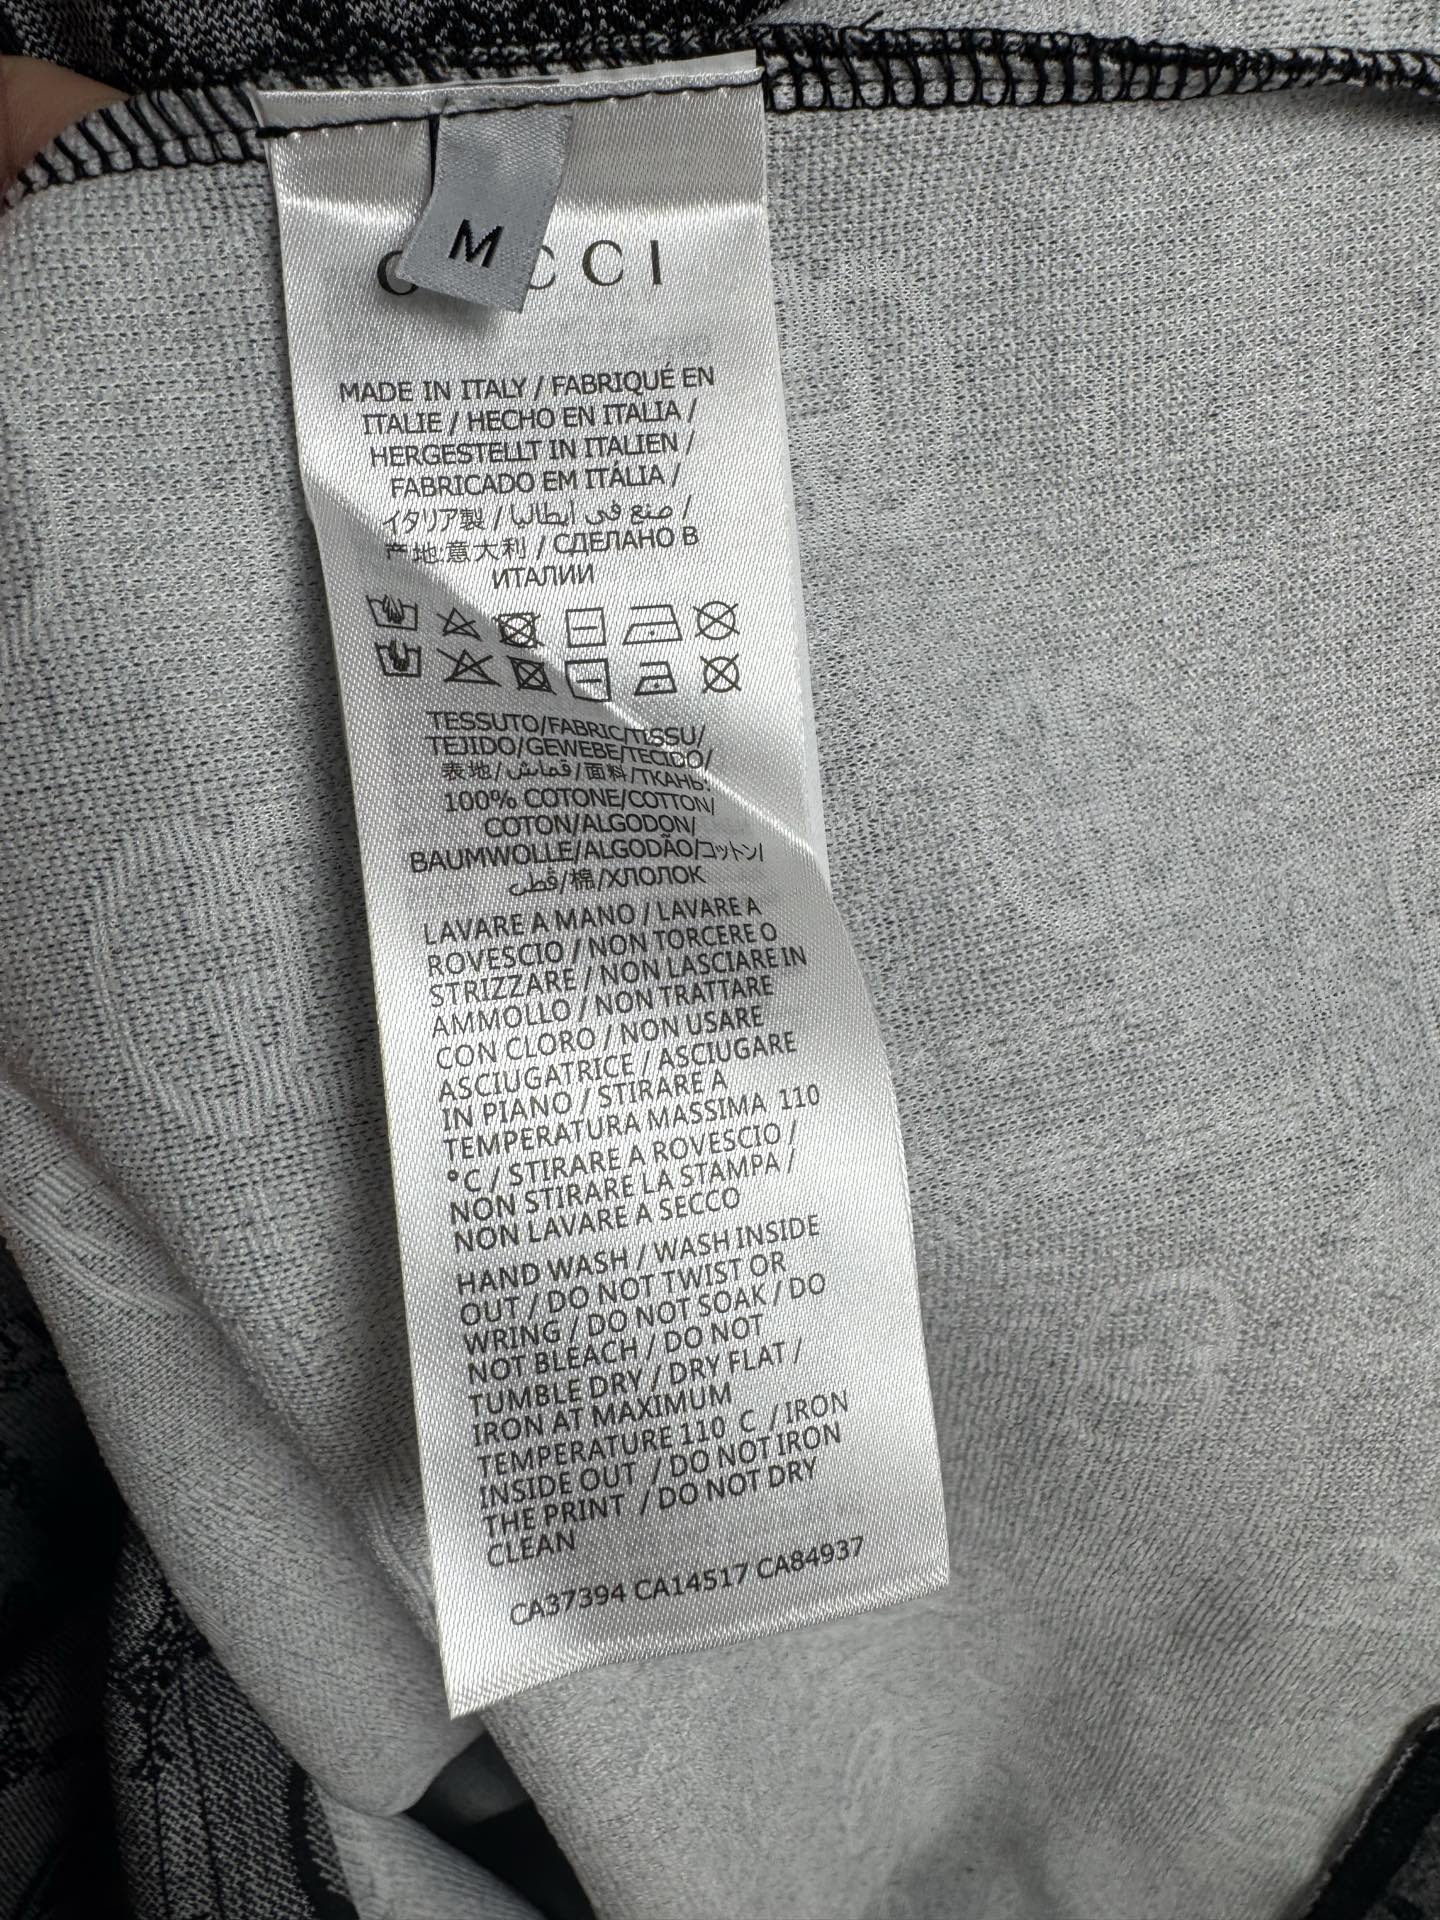 M
G CCI
MADE IN ITALY / FABRIQUÉ EN
ITALIE / HECHO EN ITALIA /
HERGESTELLT IN ITALIEN /
FABRICADO EM ITÁLIA /
イタリア製 / صنع في ايطاليا /
产地:意大利 / СДЕЛАНО В
ИТАЛИИ
TESSUTO/FABRIC/TISSU/
TEJIDO/GEWEBE/TECIDO/
表地/قماش/面料/ТКАНЬ:
100% COTONE/COTTON/
COTON/ALGODON/
BAUMWOLLE/ALGODÃO/コットン/
قطن/棉/ХЛОЛОК
LAVARE A MANO / LAVARE A
ROVESCIO / NON TORCERE O
STRIZZARE / NON LASCIARE IN
AMMOLLO / NON TRATTARE
CON CLORO / NON USARE
ASCIUGATRICE / ASCIUGARE
IN PIANO / STIRARE A
TEMPERATURA MASSIMA 110
°C / STIRARE A ROVESCIO /
NON STIRARE LA STAMPA /
NON LAVARE A SECCO
HAND WASH / WASH INSIDE
OUT / DO NOT TWIST OR
WRING / DO NOT SOAK / DO
NOT BLEACH / DO NOT
TUMBLE DRY / DRY FLAT /
IRON AT MAXIMUM
TEMPERATURE 110 C / IRON
INSIDE OUT / DO NOT IRON
THE PRINT / DO NOT DRY
CLEAN
CA37394 CA14517 CA84937